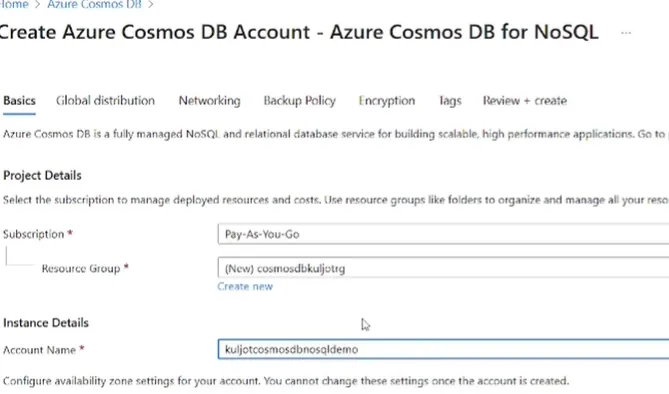 Home > Azure Cosmos DB >
Create Azure Cosmos DB Account - Azure Cosmos DB for NoSQL ...
Basics Global distribution Networking Backup Policy Encryption Tags Review + create
Azure Cosmos DB is a fully managed NoSQL and relational database service for building scalable, high performance applications. Go to
Project Details
Select the subscription to manage deployed resources and costs. Use resource groups like folders to organize and manage all your reso
Subscription * Pay-As-You-Go
Resource Group * (New) cosmosdbkuljotrg
Create new
Instance Details
Account Name * kuljotcosmosdbnosqldemo
Configure availability zone settings for your account. You cannot change these settings once the account is created.